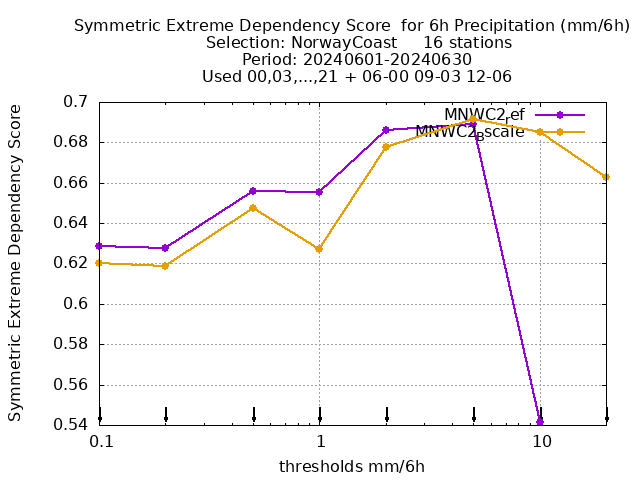 Symmetric Extreme Dependency Score  for 6h Precipitation (mm/6h)
Selection: NorwayCoast     16 stations
Period: 20240601-20240630
Used 00,03,...,21 + 06-00 09-03 12-06
MNWC2ref
MNWC2Bscale
Symmetric Extreme Dependency Score
0.7
0.68
0.66
0.64
0.62
0.6
0.58
0.56
0.54
0.1
1
10
thresholds mm/6h